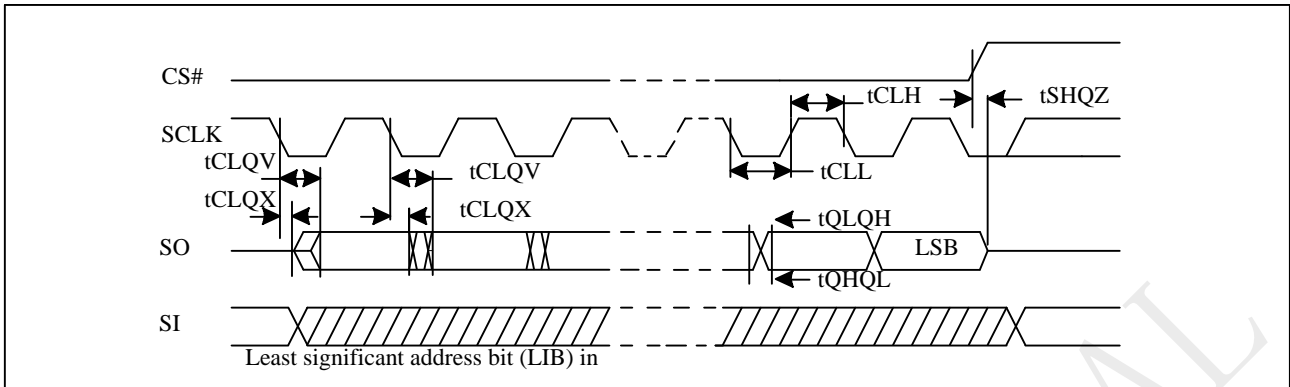 CS#
tCLH
tSHQZ
SCLK
tCLQV
tCLQV
tCLL
tCLQX
tCLQX
tQLQH
SO
LSB
tQHQL
SI
Least significant address bit (LIB) in